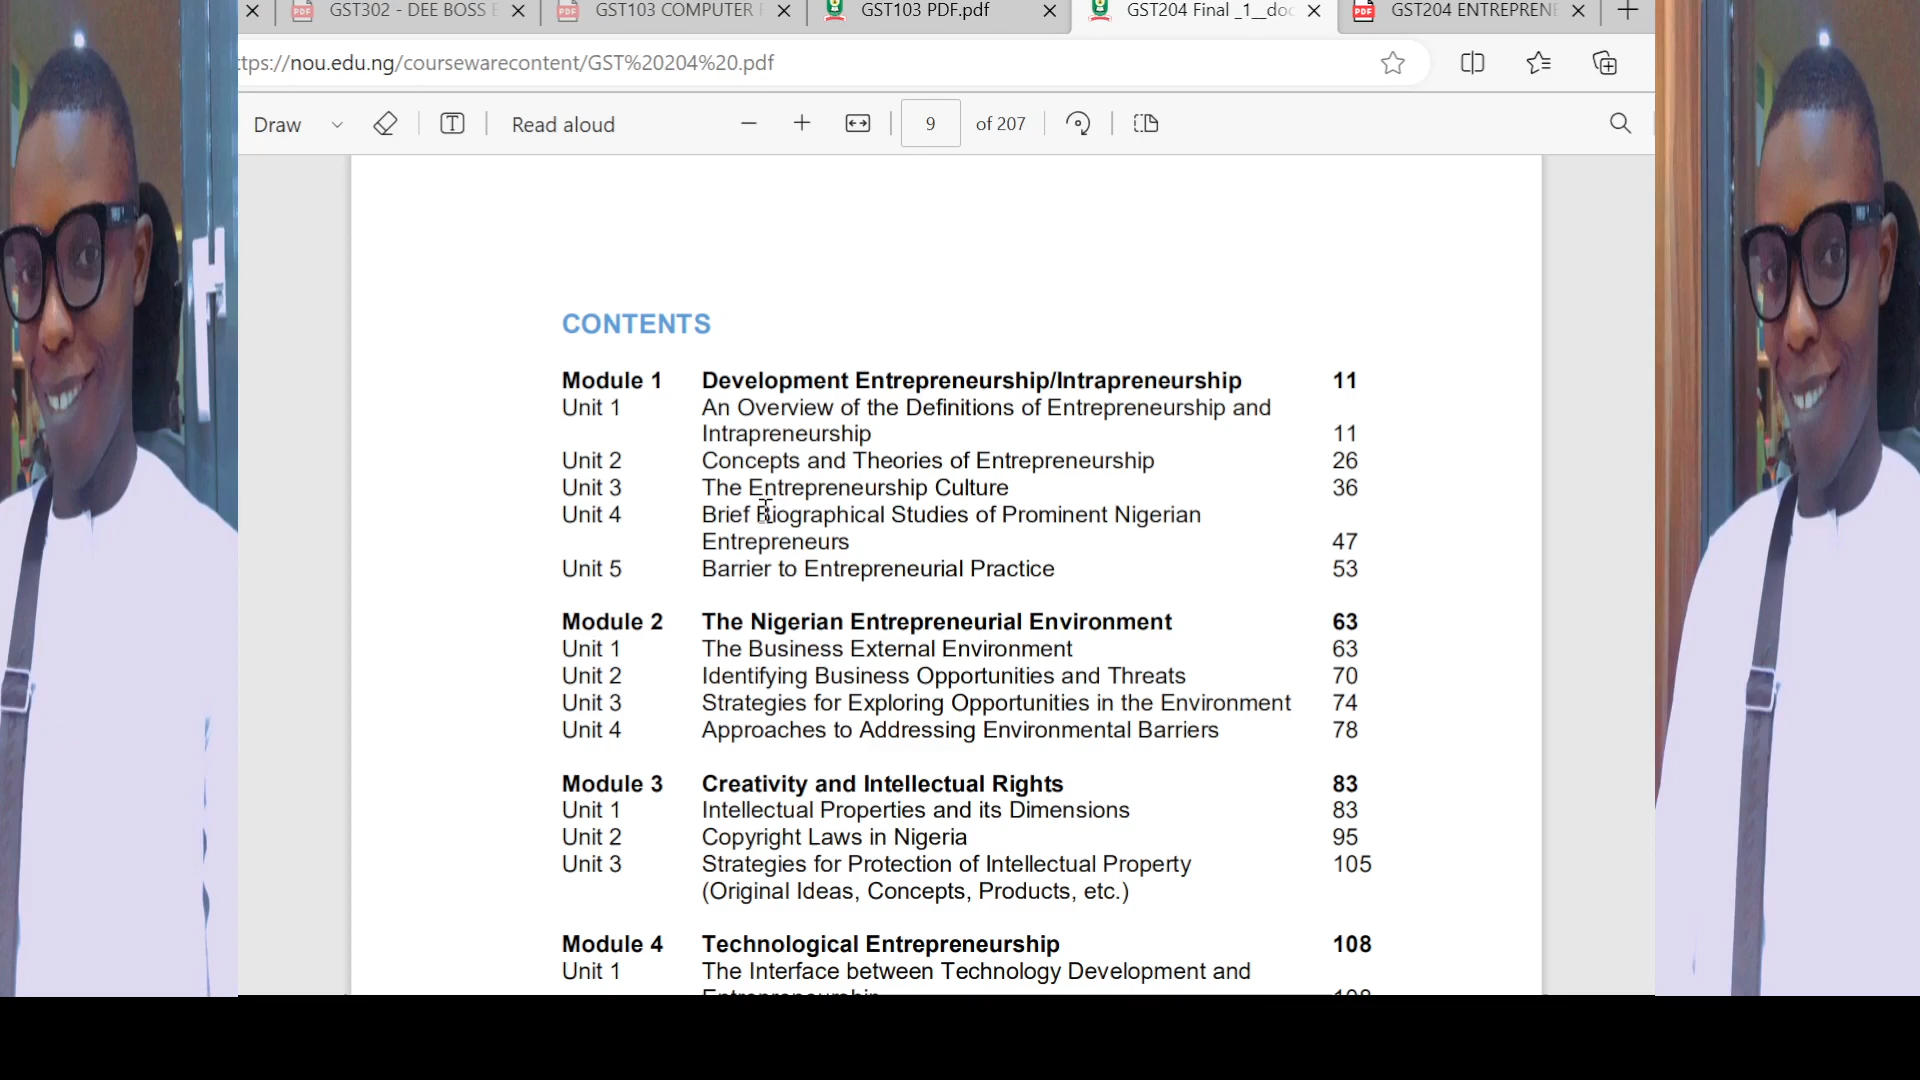 GST302 - DEE BOSS E
GST103 COMPUTER F
GST103 PDF.pdf
GST204 Final _1__doc
GST204 ENTREPRENE
tps://nou.edu.ng/coursewarecontent/GST%20204%20.pdf
Draw
Read aloud
9 of 207
CONTENTS
Module 1 Development Entrepreneurship/Intrapreneurship 11
Unit 1 An Overview of the Definitions of Entrepreneurship and
Intrapreneurship 11
Unit 2 Concepts and Theories of Entrepreneurship 26
Unit 3 The Entrepreneurship Culture 36
Unit 4 Brief Biographical Studies of Prominent Nigerian
Entrepreneurs 47
Unit 5 Barrier to Entrepreneurial Practice 53
Module 2 The Nigerian Entrepreneurial Environment 63
Unit 1 The Business External Environment 63
Unit 2 Identifying Business Opportunities and Threats 70
Unit 3 Strategies for Exploring Opportunities in the Environment 74
Unit 4 Approaches to Addressing Environmental Barriers 78
Module 3 Creativity and Intellectual Rights 83
Unit 1 Intellectual Properties and its Dimensions 83
Unit 2 Copyright Laws in Nigeria 95
Unit 3 Strategies for Protection of Intellectual Property 105
(Original Ideas, Concepts, Products, etc.)
Module 4 Technological Entrepreneurship 108
Unit 1 The Interface between Technology Development and